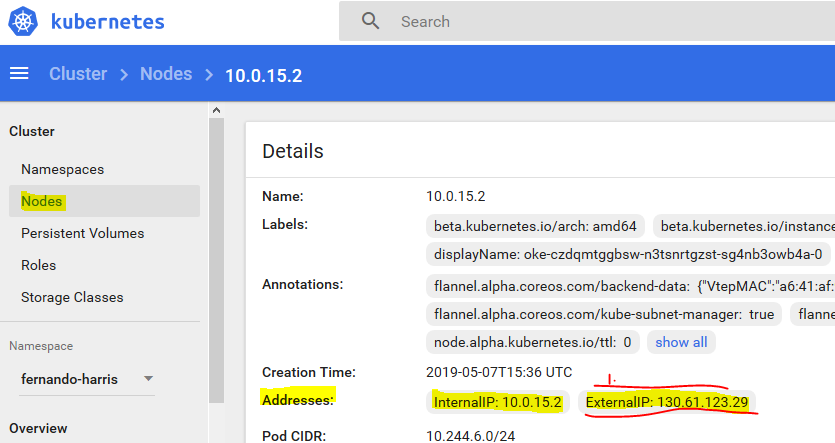 kubernetes
Search
Cluster > Nodes > 10.0.15.2
Cluster
Namespaces
Nodes
Persistent Volumes
Roles
Storage Classes
Namespace
fernando-harris
Overview
Details
Name: 10.0.15.2
Labels: beta.kubernetes.io/arch: amd64 beta.kubernetes.io/instance
displayName: oke-czdqmtggbsw-n3tsnrtgzst-sg4nb3owb4a-0
Annotations: flannel.alpha.coreos.com/backend-data: {"VtepMAC":"a6:41:af:
flannel.alpha.coreos.com/kube-subnet-manager: true flann
node.alpha.kubernetes.io/ttl: 0 show all
Creation Time: 2019-05-07T15:36 UTC
1.
Addresses: InternalIP: 10.0.15.2 ExternalIP: 130.61.123.29
Pod CIDR: 10.244.6.0/24